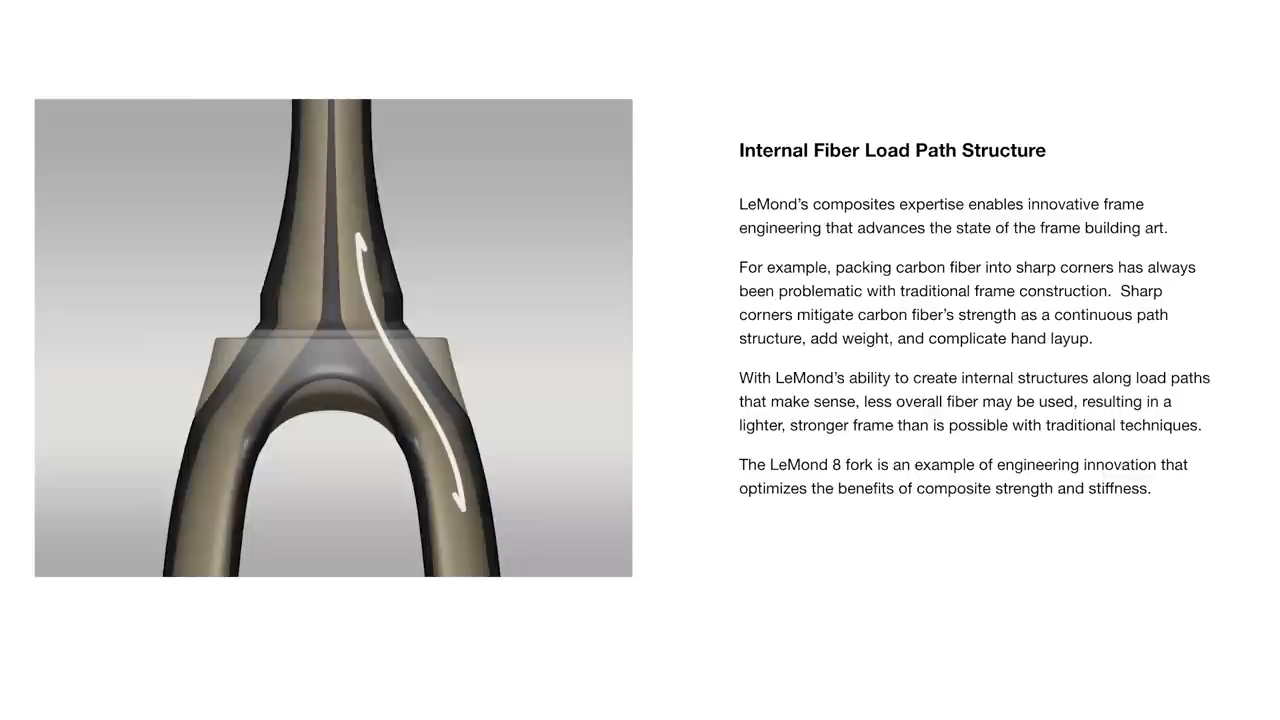 Internal Fiber Load Path Structure
LeMond’s composites expertise enables innovative frame
engineering that advances the state of the frame building art.
For example, packing carbon fiber into sharp corners has always
been problematic with traditional frame construction.  Sharp
corners mitigate carbon fiber’s strength as a continuous path
structure, add weight, and complicate hand layup.
With LeMond’s ability to create internal structures along load paths
that make sense, less overall fiber may be used, resulting in a
lighter, stronger frame than is possible with traditional techniques.
The LeMond 8 fork is an example of engineering innovation that
optimizes the benefits of composite strength and stiffness.